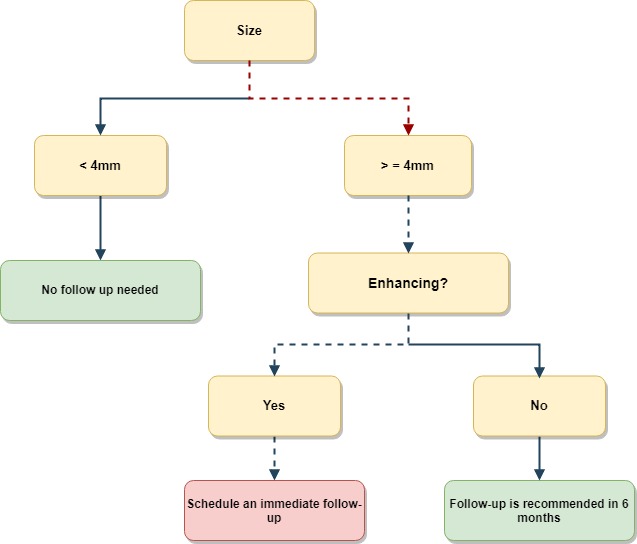 Size
< 4mm
> = 4mm
No follow up needed
Enhancing?
Yes
No
Schedule an immediate follow-
up
Follow-up is recommended in 6
months